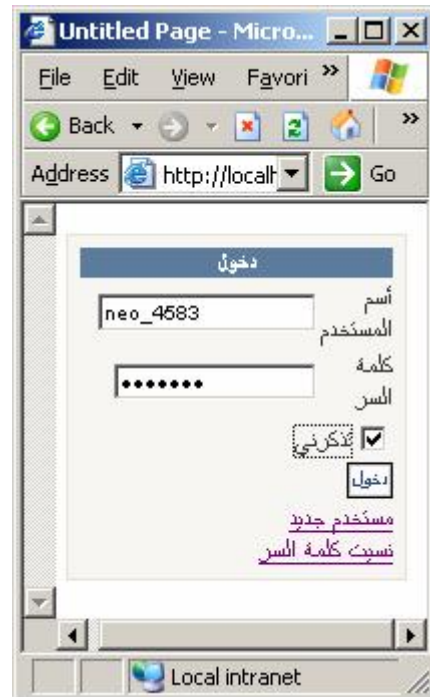 Untitled Page - Micro...
File Edit View Favori »
Back »
Address http://localh Go
دخول
أسم
المستخدم
neo_4583
كلمة
السر
•••••••
تذكرني
دخول
مستخدم جديد
نسيت كلمة السر
Local intranet